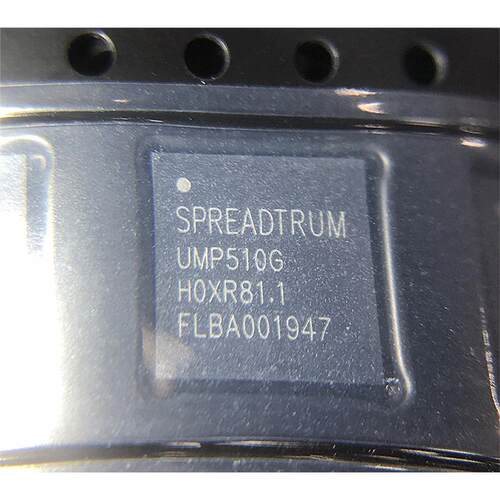 SPREADTRUM
UMP510G
H0XR81.1
FLBA001947